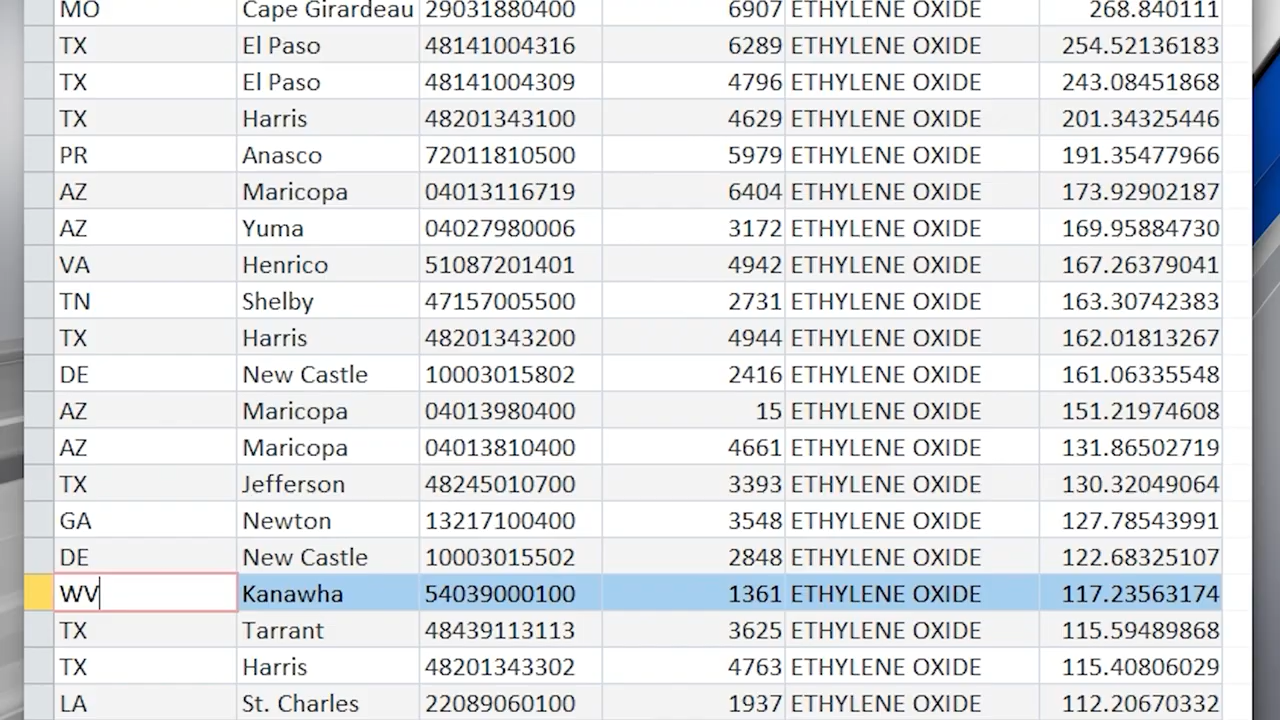 MO Cape Girardeau 29031880400 6907 ETHYLENE OXIDE 268.840111
TX El Paso 48141004316 6289 ETHYLENE OXIDE 254.52136183
TX El Paso 48141004309 4796 ETHYLENE OXIDE 243.08451868
TX Harris 48201343100 4629 ETHYLENE OXIDE 201.34325446
PR Anasco 72011810500 5979 ETHYLENE OXIDE 191.35477966
AZ Maricopa 04013116719 6404 ETHYLENE OXIDE 173.92902187
AZ Yuma 04027980006 3172 ETHYLENE OXIDE 169.95884730
VA Henrico 51087201401 4942 ETHYLENE OXIDE 167.26379041
TN Shelby 47157005500 2731 ETHYLENE OXIDE 163.30742383
TX Harris 48201343200 4944 ETHYLENE OXIDE 162.01813267
DE New Castle 10003015802 2416 ETHYLENE OXIDE 161.06335548
AZ Maricopa 04013980400 15 ETHYLENE OXIDE 151.21974608
AZ Maricopa 04013810400 4661 ETHYLENE OXIDE 131.86502719
TX Jefferson 48245010700 3393 ETHYLENE OXIDE 130.32049064
GA Newton 13217100400 3548 ETHYLENE OXIDE 127.78543991
DE New Castle 10003015502 2848 ETHYLENE OXIDE 122.68325107
WV Kanawha 54039000100 1361 ETHYLENE OXIDE 117.23563174
TX Tarrant 48439113113 3625 ETHYLENE OXIDE 115.59489868
TX Harris 48201343302 4763 ETHYLENE OXIDE 115.40806029
LA St. Charles 22089060100 1937 ETHYLENE OXIDE 112.20670332